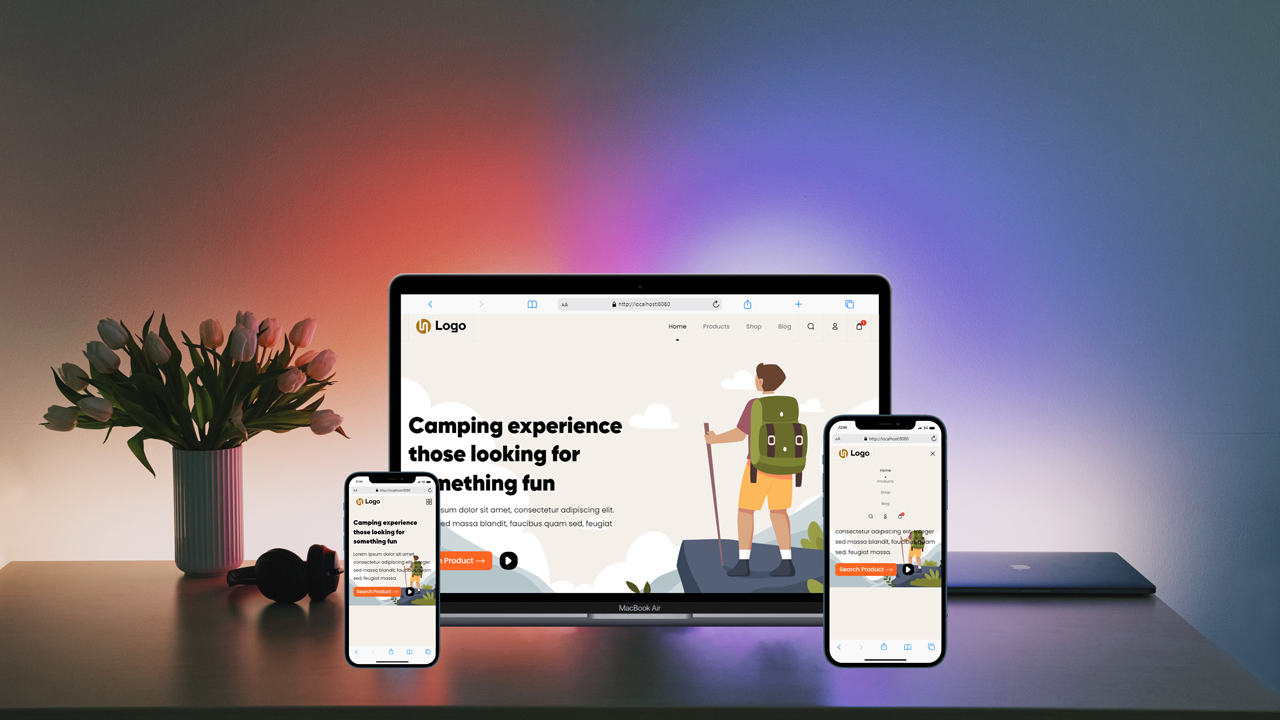 AA http://localhost:8080
Logo
Home Products Shop Blog
1
Camping experience
those looking for
mething fun
sum dolor sit amet, consectetur adipiscing elit.
ed massa blandit, faucibus quam sed, feugiat
Product →
MacBook Air
AA http://localhost:8080
Logo
Camping experience
those looking for
something fun
Lorem ipsum dolor sit amet,
consectetur adipiscing elit, integer
sed massa blandit, faucibus quam
sed, feugiat massa.
Search Product →
5G
AA http://localhost:8080
Logo
Home
Products
Shop
Blog
consectetur adipiscing elit, integer
sed massa blandit, faucibus quam
sed, feugiat massa.
Search Product →